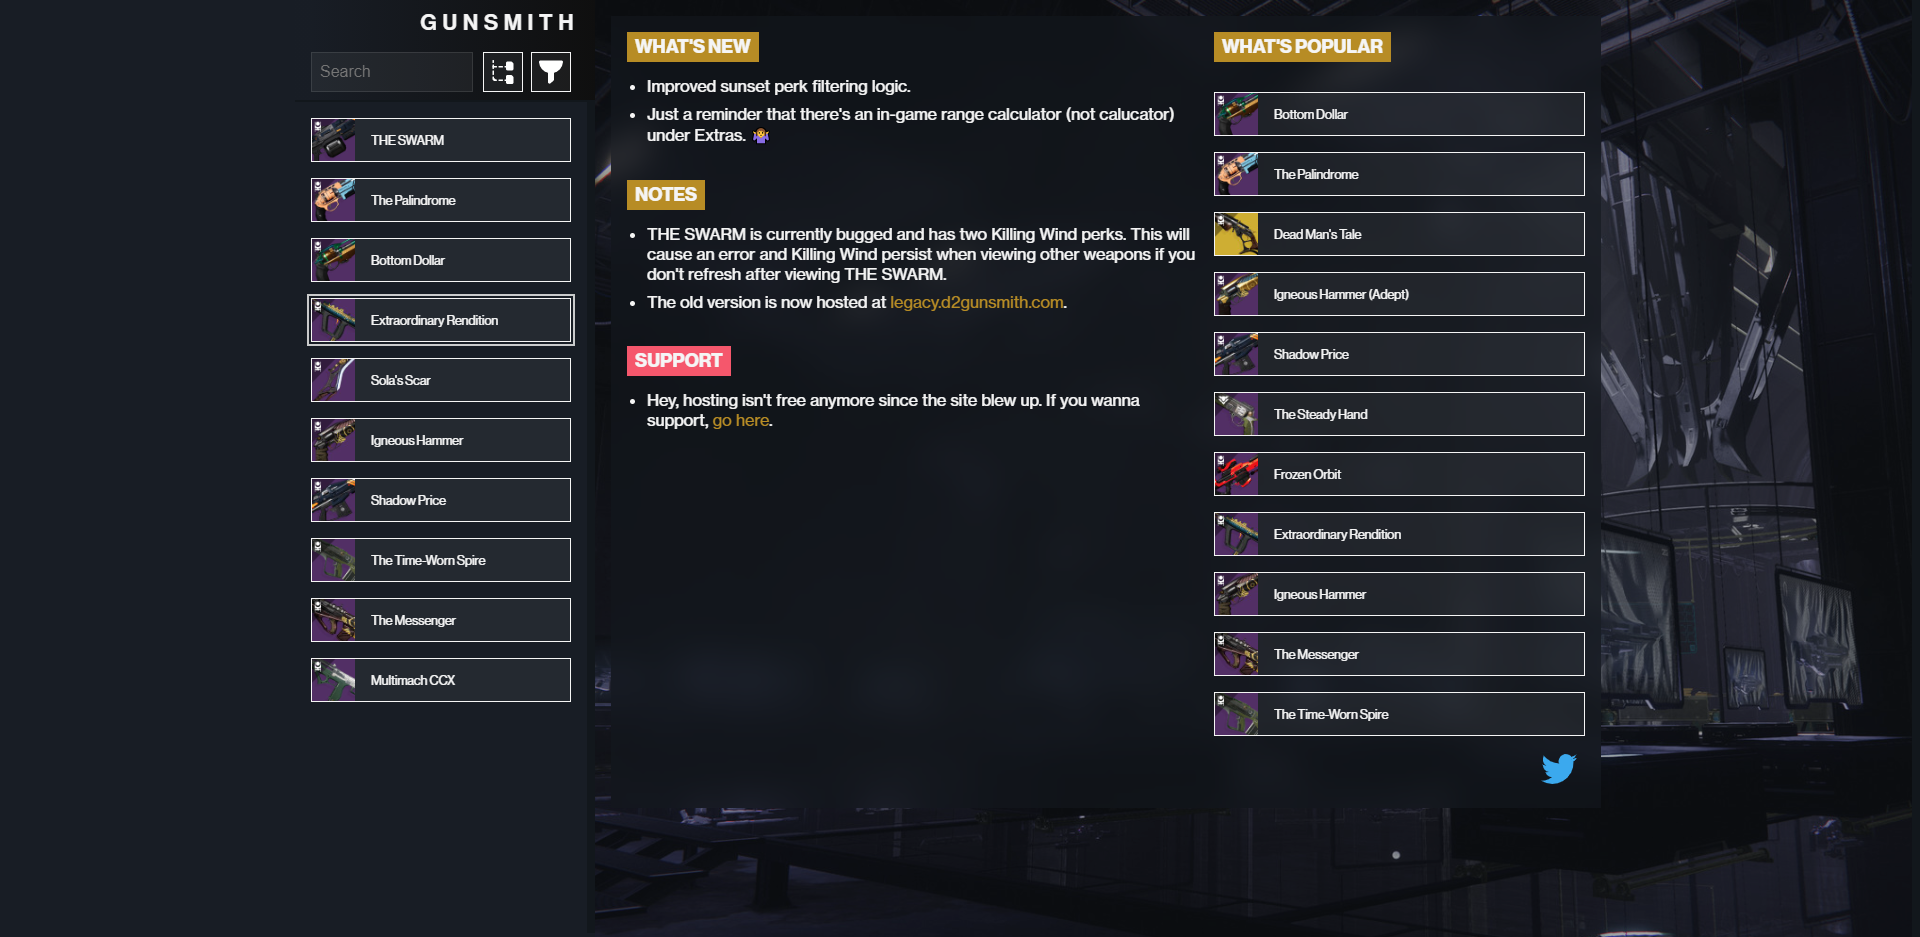 GUNSMITH
Search
THE SWARM
The Palindrome
Bottom Dollar
Extraordinary Rendition
Sola's Scar
Igneous Hammer
Shadow Price
The Time-Worn Spire
The Messenger
Multimach CCX
WHAT'S NEW
Improved sunset perk filtering logic.
Just a reminder that there's an in-game range calculator (not calucator)
under Extras. 🤷
NOTES
THE SWARM is currently bugged and has two Killing Wind perks. This will
cause an error and Killing Wind persist when viewing other weapons if you
don't refresh after viewing THE SWARM.
The old version is now hosted at legacy.d2gunsmith.com.
SUPPORT
Hey, hosting isn't free anymore since the site blew up. If you wanna
support, go here.
WHAT'S POPULAR
Bottom Dollar
The Palindrome
Dead Man's Tale
Igneous Hammer (Adept)
Shadow Price
The Steady Hand
Frozen Orbit
Extraordinary Rendition
Igneous Hammer
The Messenger
The Time-Worn Spire